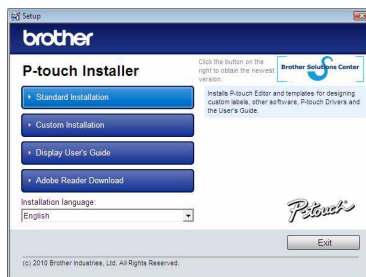 Setup
brother
P-touch Installer
Click the button on the
right to obtain the newest
version.
Brother Solutions Center
Standard Installation
Installs P-touch Editor and templates for designing
custom labels, other software, P-touch Drivers and
the User's Guide.
Custom Installation
Display User's Guide
Adobe Reader Download
Installation language:
English
P-touch
Exit
(c) 2010 Brother Industries, Ltd. All Rights Reserved.